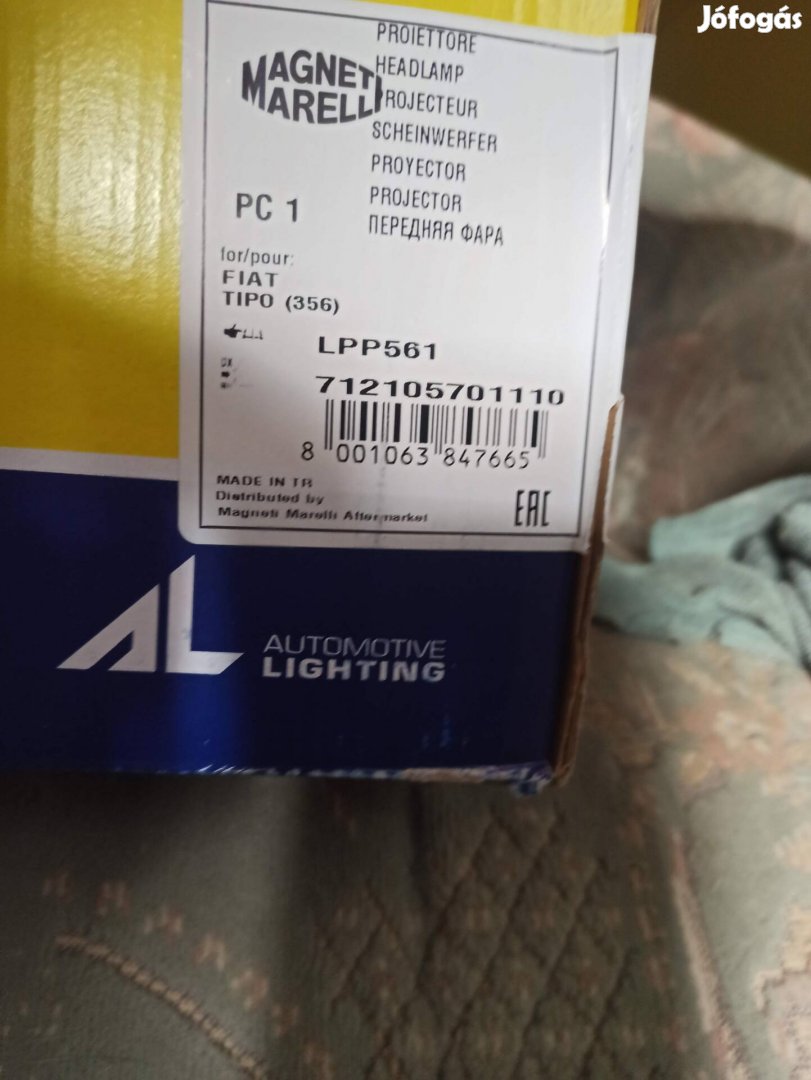 Jófogás
PROIETTORE
HEADLAMP
PROJECTEUR
SCHEINWERFER
PROYECTOR
PROJECTOR
ПЕРЕДНЯЯ ФАРА
MAGNETI
MARELLI
PC 1
for/pour:
FIAT
TIPO (356)
LPP561
712105701110
8 001063 847665
MADE IN TR
Distributed by
Magneti Marelli Aftermarket
EAC
AL
AUTOMOTIVE
LIGHTING